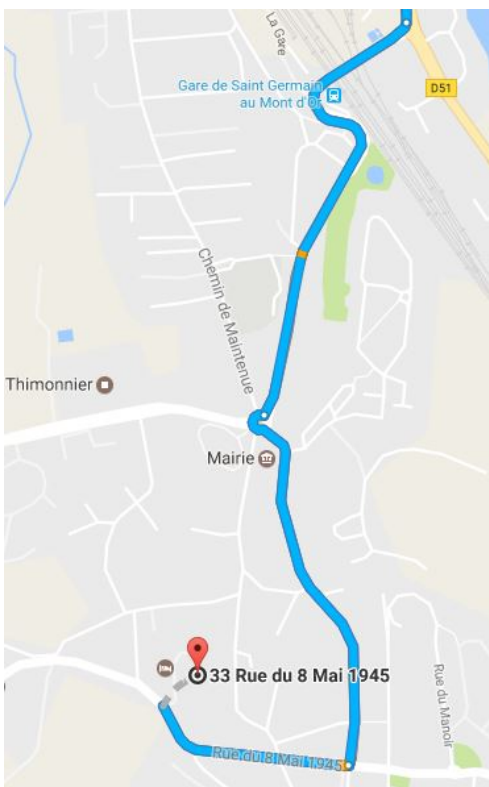 La Gare
Gare de Saint Germain
au Mont d'Or
D51
Chemin de Maintenue
Thimonnier
Mairie
33 Rue du 8 Mai 1945
Rue du Manoir
Rue du 8 Mai 1945